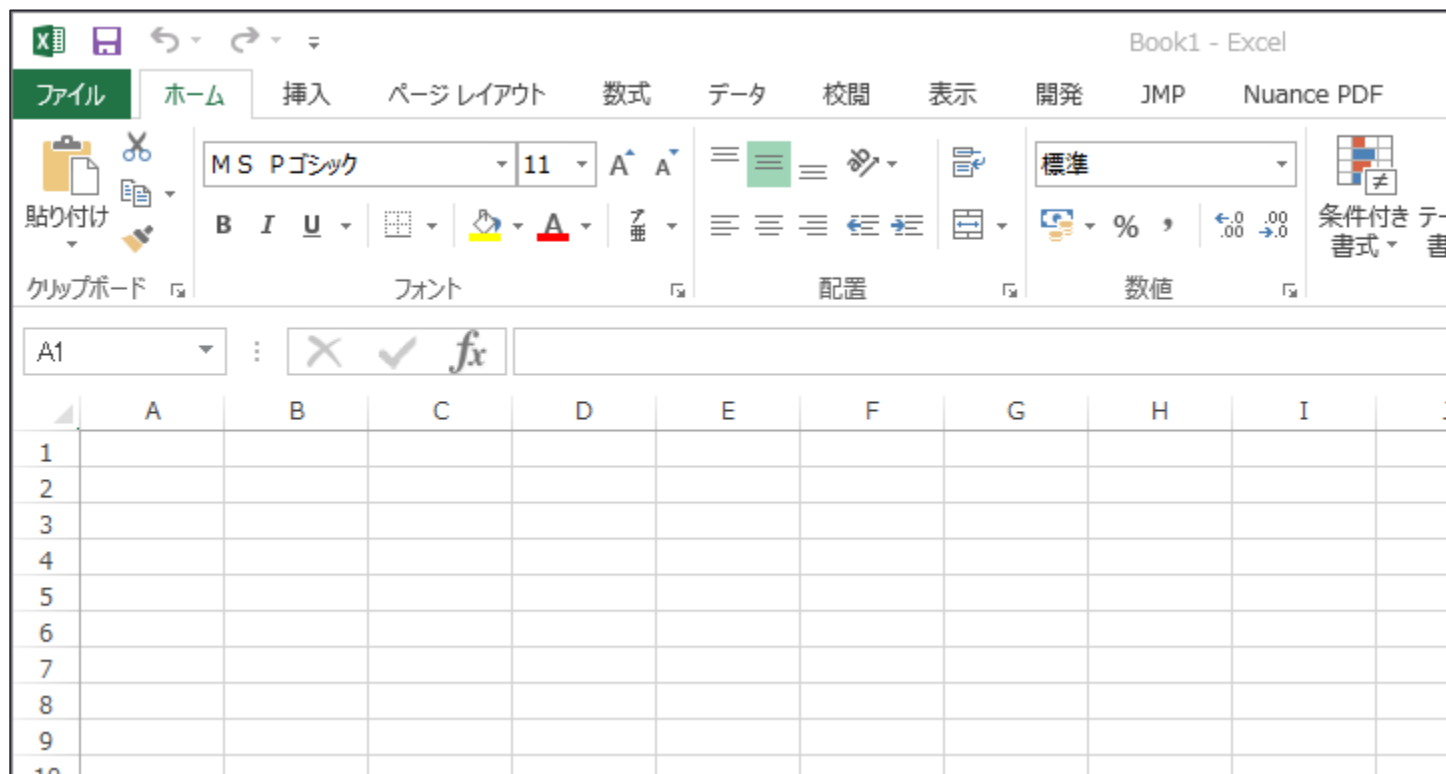 Book1 - Excel
ファイル ホーム 挿入 ページ レイアウト 数式 データ 校閲 表示 開発 JMP Nuance PDF
ＭＳ Ｐゴシック 11 標準
貼り付け B I U ア亜 % 条件付き書式
クリップボード フォント 配置 数値
A1 fx
A B C D E F G H I
1
2
3
4
5
6
7
8
9